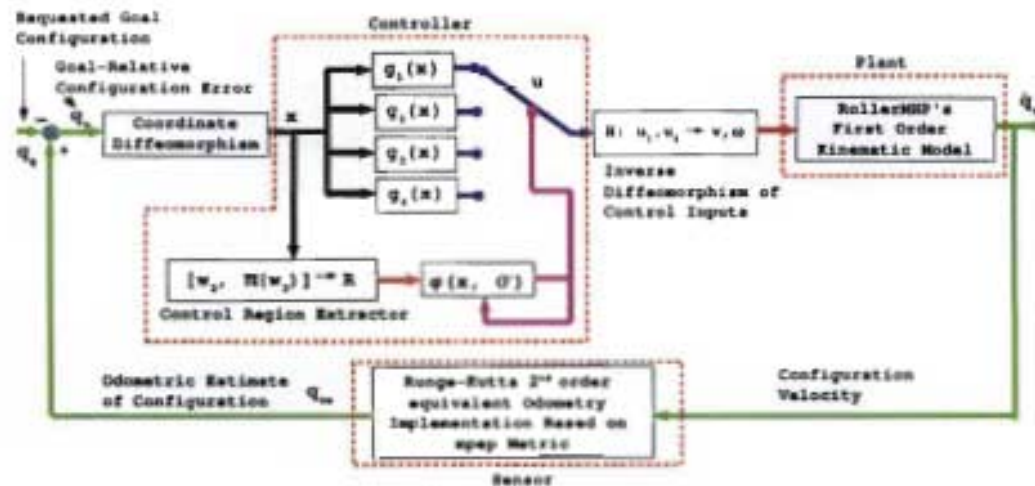 Requested Goal
Configuration
Goal-Relative
Configuration Error
Controller
Plant
Coordinate
Diffeomorphism
x
g₁(x)
(x)
(x)
(x)
u
H: u₁,u₂ → v,ω
Inverse
Diffeomorphism of
Control Inputs
First Order
Kinematic Model
Control Region Extractor
Odometric Estimate
of Configuration
Runge-Kutta 2nd order
equivalent Odometry
Implementation Based on
Metric
Sensor
Configuration
Velocity